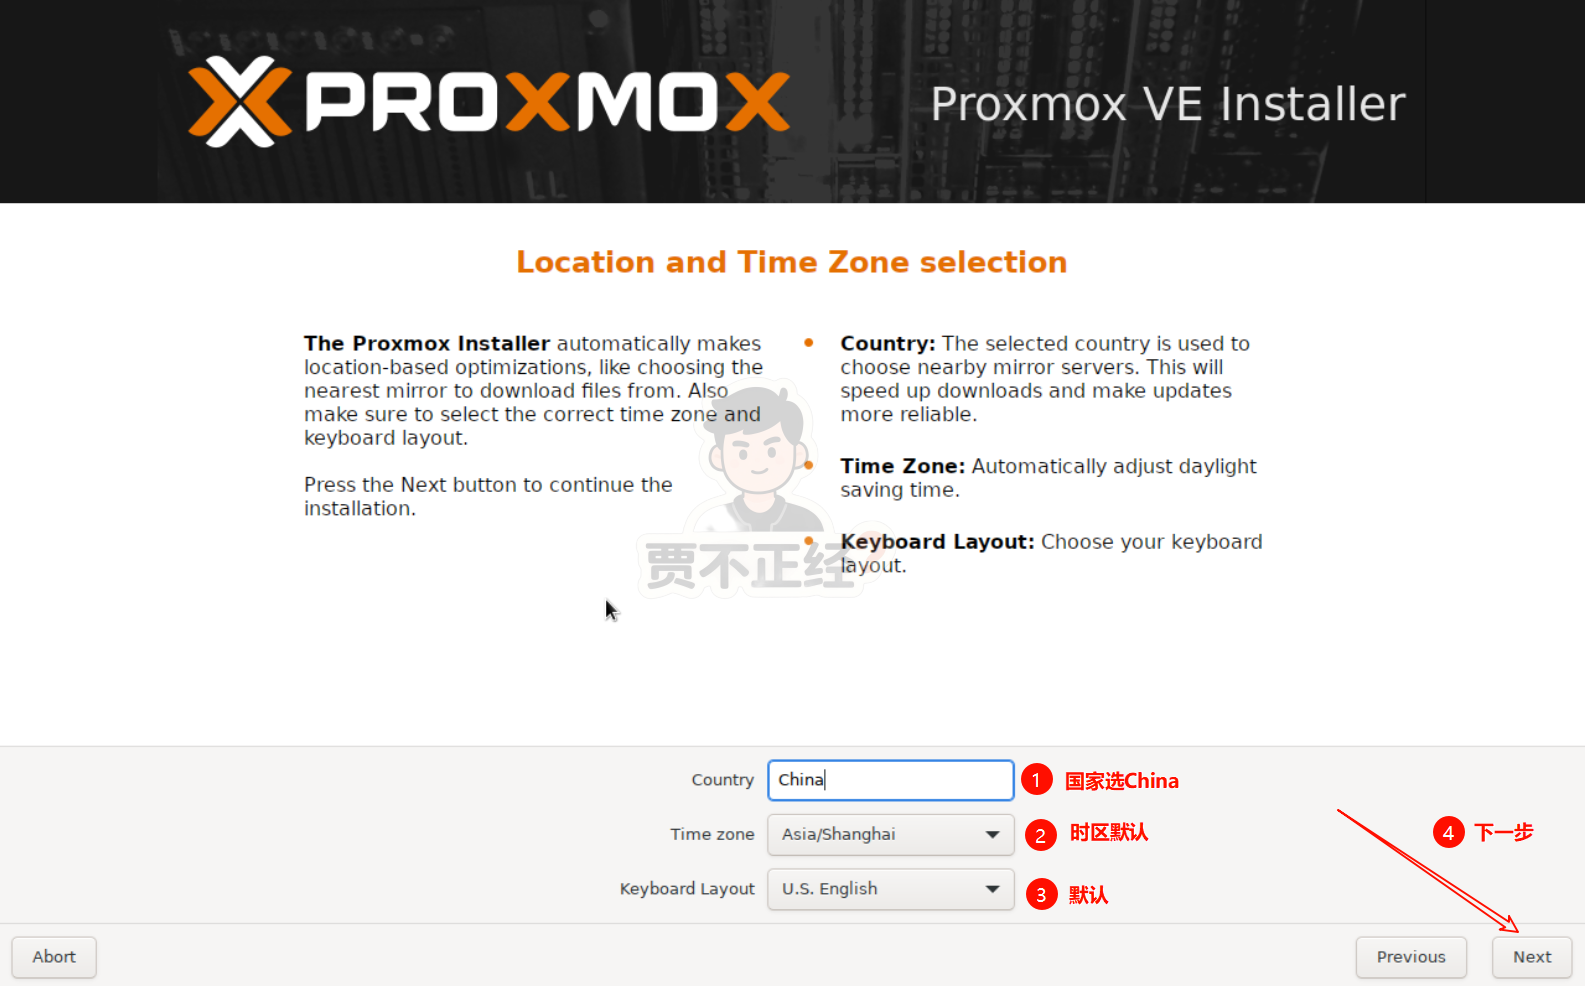 PROXMOX
Proxmox VE Installer
Location and Time Zone selection
The Proxmox Installer automatically makes
location-based optimizations, like choosing the
nearest mirror to download files from. Also
make sure to select the correct time zone and
keyboard layout.
Press the Next button to continue the
installation.
Country: The selected country is used to
choose nearby mirror servers. This will
speed up downloads and make updates
more reliable.
Time Zone: Automatically adjust daylight
saving time.
Keyboard Layout: Choose your keyboard
layout.
贾不正经
Country China 1 国家选China
Time zone Asia/Shanghai 2 时区默认
4 下一步
Keyboard Layout U.S. English 3 默认
Abort Previous Next